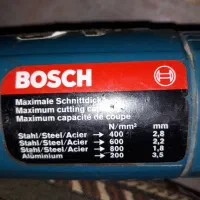 BOSCH
Maximale Schnittdicke
Maximum cutting ca
Maximum capacité de coupe
N/mm² mm
Stahl/Steel/Acier → 400 2,8
Stahl/Steel/Acier → 600 2,2
Stahl/Steel/Acier → 800 1,8
Aluminium → 200 3,5